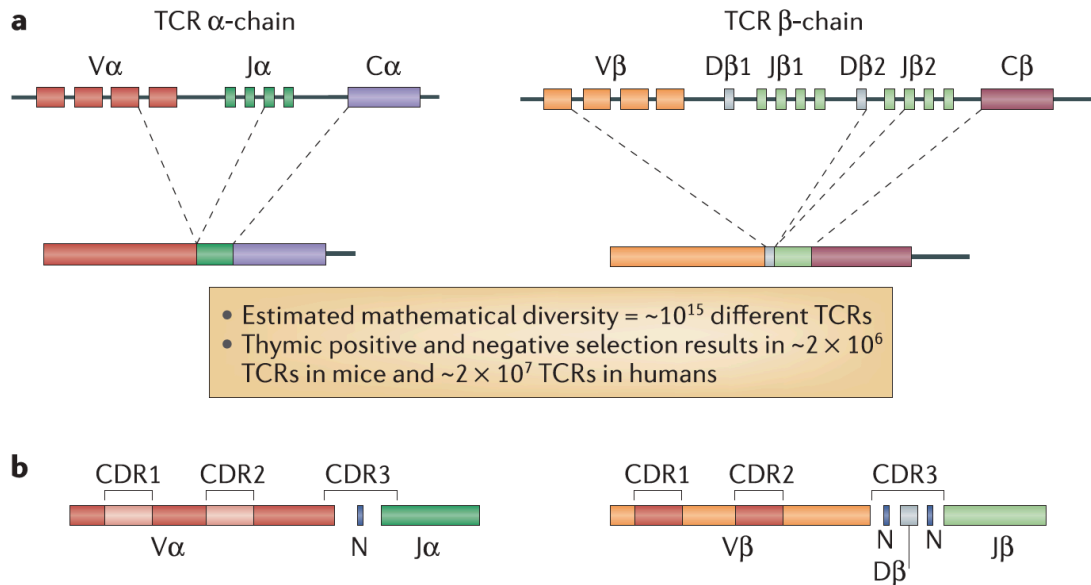 a
TCR α-chain
TCR β-chain
Vα
Jα
Cα
Vβ
Dβ1
Jβ1
Dβ2
Jβ2
Cβ
• Estimated mathematical diversity = ~10¹⁵ different TCRs
• Thymic positive and negative selection results in ~2 × 10⁶
TCRs in mice and ~2 × 10⁷ TCRs in humans
b
CDR1
CDR2
CDR3
CDR1
CDR2
CDR3
Vα
N
Jα
Vβ
N
N
Jβ
Dβ